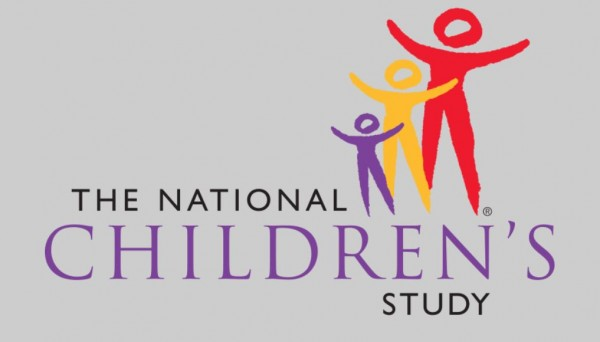 THE NATIONAL
®
CHILDREN'S
STUDY